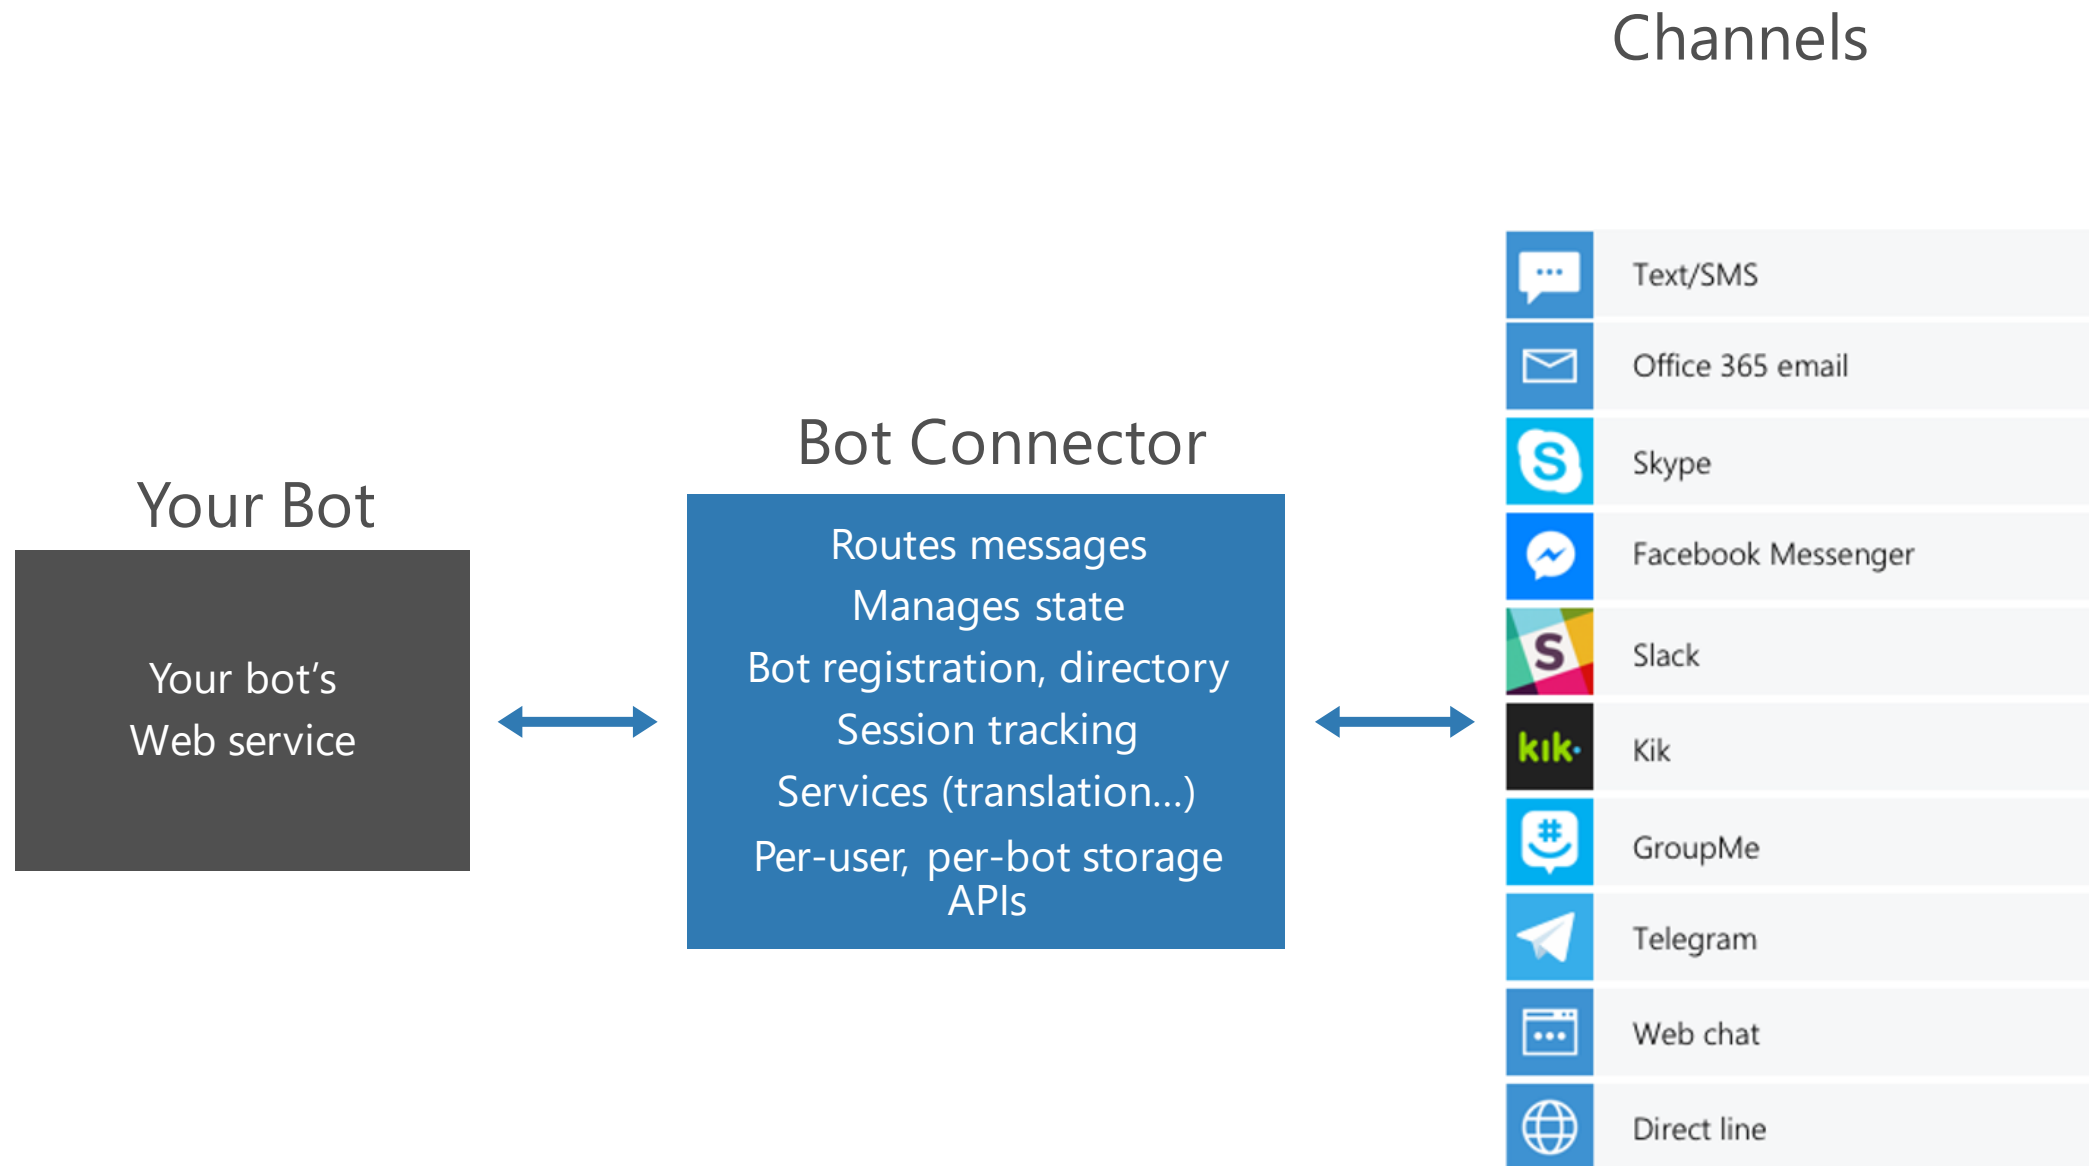 Channels
Your Bot
Your bot’s
Web service
Bot Connector
Routes messages
Manages state
Bot registration, directory
Session tracking
Services (translation...)
Per-user, per-bot storage
APIs
Text/SMS
Office 365 email
Skype
Facebook Messenger
Slack
kik
Kik
GroupMe
Telegram
Web chat
Direct line